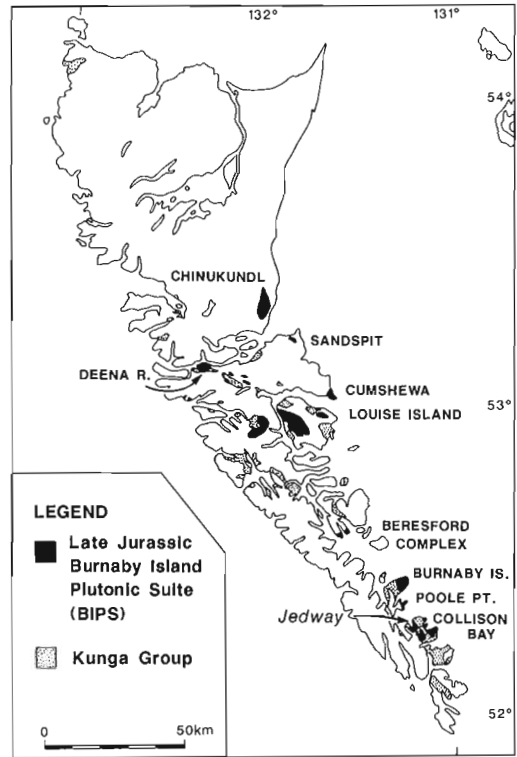 132°
131°
54°
CHINUKUNDL
SANDSPIT
DEENA R.
CUMSHEWA
LOUISE ISLAND
53°
BERESFORD
COMPLEX
BURNABY IS.
POOLE PT.
Jedway
COLLISON
BAY
52°
LEGEND
Late Jurassic
Burnaby Island
Plutonic Suite
(BIPS)
Kunga Group
0 50km